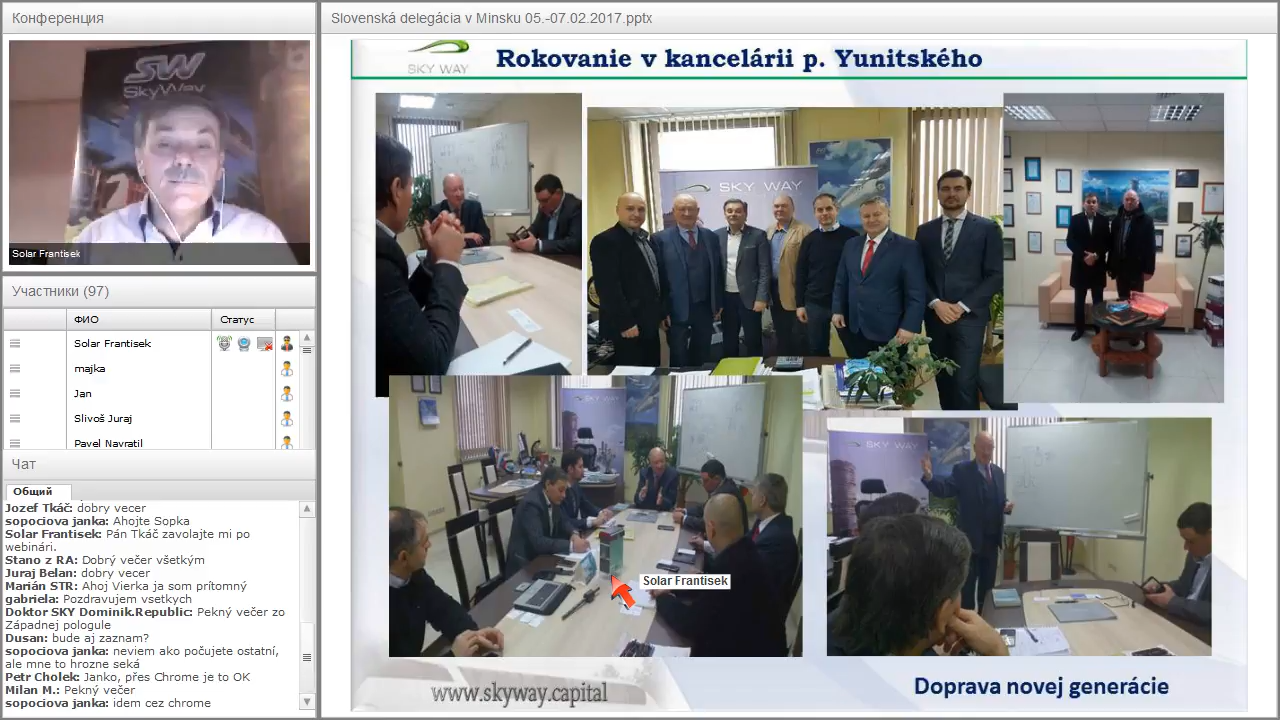 Конференция
SW
SkyWay
Solar Frantisek
Участники (97)
ФИО
Статус
Solar Frantisek
majka
Jan
Slivoš Juraj
Pavel Navratil
Чат
Общий
Jozef Tkáč: dobry vecer
sopociova janka: Ahojte Sopka
Solar Frantisek: Pán Tkáč zavolajte mi po
webinári.
Stano z RA: Dobrý večer všetkým
Juraj Belan: dobry vecer
Marián STR: Ahoj Vierka ja som prítomný
gabriela: Pozdravujem vsetkych
Doktor SKY Dominik.Republic: Pekný večer zo
Západnej pologule
Dusan: bude aj zaznam?
sopociova janka: neviem ako počujete ostatní,
ale mne to hrozne seká
Petr Cholek: Janko, přes Chrome je to OK
Milan M.: Pekný večer
sopociova janka: idem cez chrome
Slovenská delegácia v Minsku 05.-07.02.2017.pptx
SKY WAY
Rokovanie v kancelárii p. Yunitského
SKY WAY
SKY WAY
SKY WAY
Solar Frantisek
www.skyway.capital
Doprava novej generácie